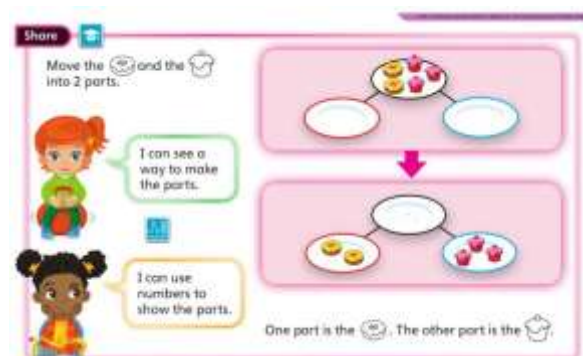 Share
Move the and the
into 2 parts.
I can see a
way to make
the parts.
I can use
numbers to
show the parts.
One part is the . The other part is the .